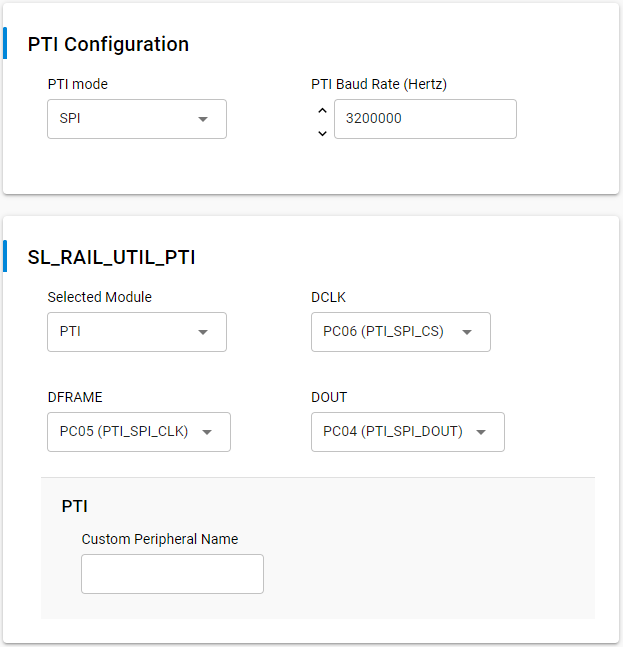 PTI Configuration
PTI mode
PTI Baud Rate (Hertz)
SPI
3200000
SL_RAIL_UTIL_PTI
Selected Module
DCLK
PTI
PC06 (PTI_SPI_CS)
DFRAME
DOUT
PC05 (PTI_SPI_CLK)
PC04 (PTI_SPI_DOUT)
PTI
Custom Peripheral Name